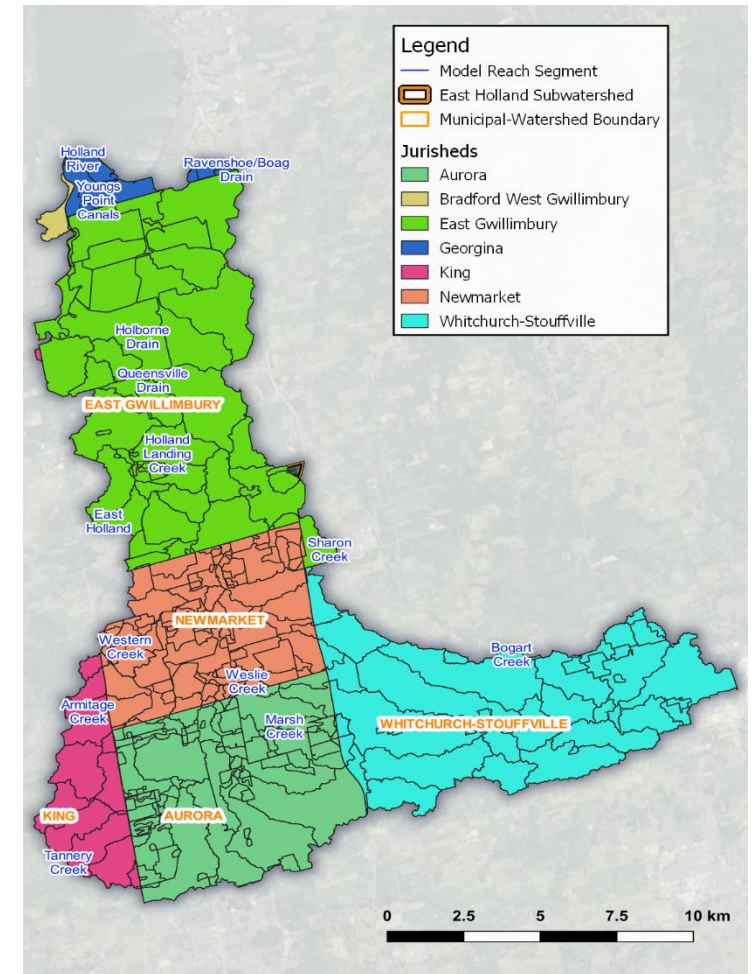 Legend
Model Reach Segment
East Holland Subwatershed
Municipal-Watershed Boundary
Jurisheds
Aurora
Bradford West Gwillimbury
East Gwillimbury
Georgina
King
Newmarket
Whitchurch-Stouffville
Holland
River
Ravenshoe/Boag
Drain
Youngs
Point
Canals
Holborne
Drain
Queensville
Drain
EAST GWILLIMBURY
Holland
Landing
Creek
East
Holland
Sharon
Creek
NEWMARKET
Western
Creek
Bogart
Creek
Weslie
Creek
Armitage
Creek
Marsh
Creek
WHITCHURCH-STOUFFVILLE
KING
AURORA
Tannery
Creek
0 2.5 5 7.5 10 km